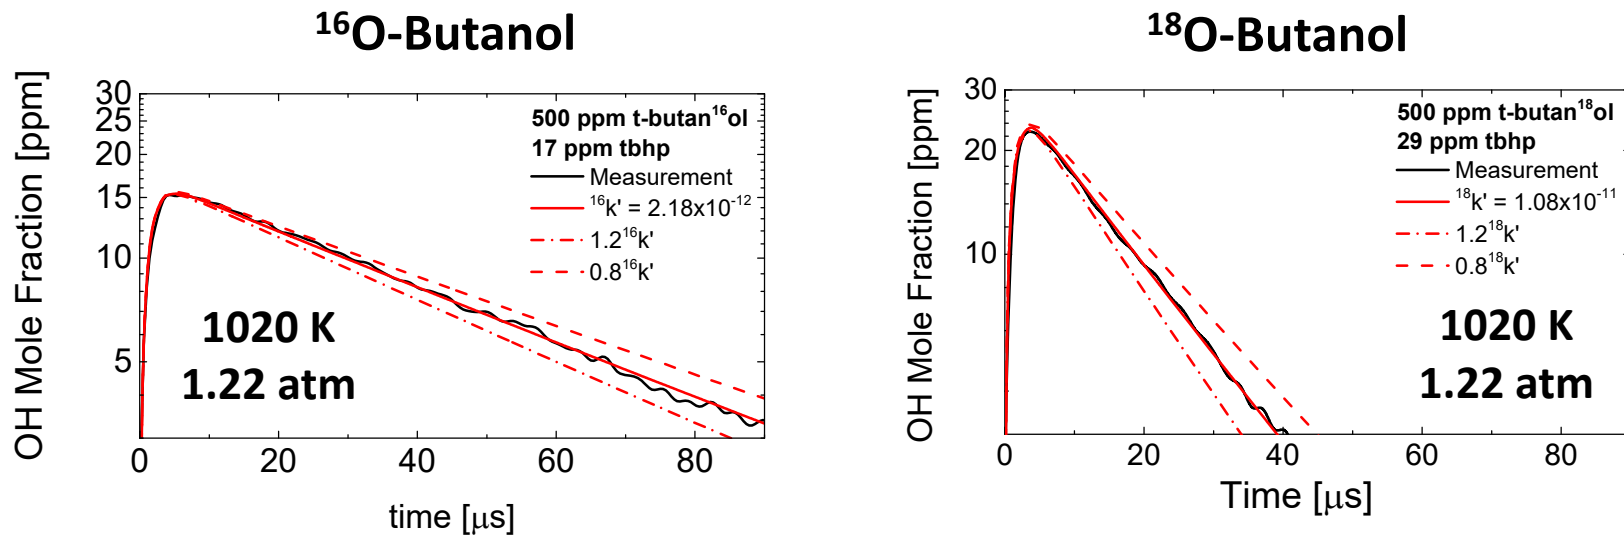 ¹⁶O-Butanol
OH Mole Fraction [ppm]
30
25
20
15
10
5
500 ppm t-butan¹⁶ol
17 ppm tbhp
Measurement
¹⁶k' = 2.18x10⁻¹²
1.2¹⁶k'
0.8¹⁶k'
1020 K
1.22 atm
0 20 40 60 80
time [μs]
¹⁸O-Butanol
OH Mole Fraction [ppm]
30
20
10
500 ppm t-butan¹⁸ol
29 ppm tbhp
Measurement
¹⁸k' = 1.08x10⁻¹¹
1.2¹⁸k'
0.8¹⁸k'
1020 K
1.22 atm
0 20 40 60 80
Time [μs]